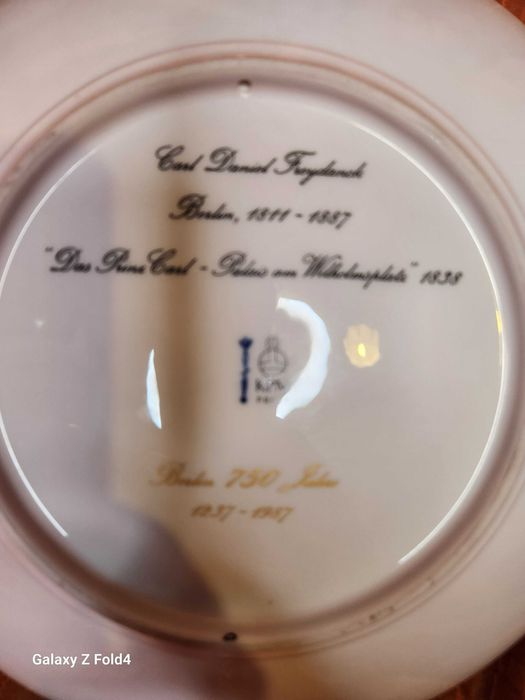 Carl Daniel Freydanck
Berlin, 1811 - 1887
"Das Prinz Carl - Palais am Wilhelmsplatz" 1838
KPM
Berlin 750 Jahre
1237 - 1987
Galaxy Z Fold4